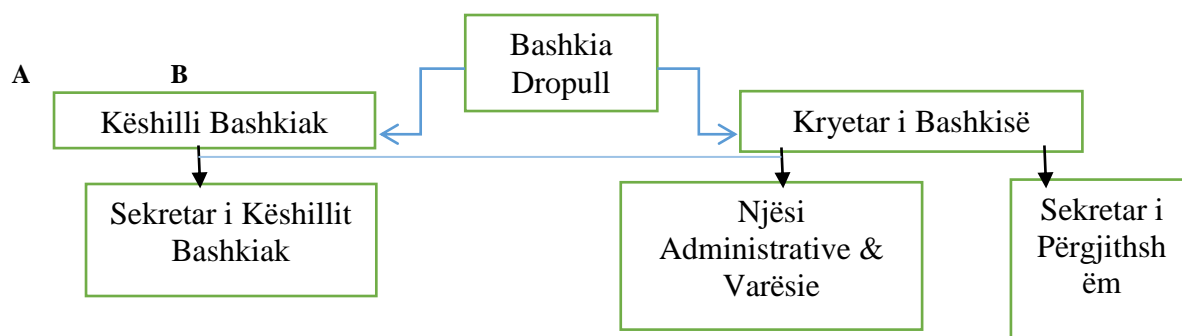 Bashkia
Dropull
A
B
Këshilli Bashkiak
Kryetar i Bashkisë
Sekretar i Këshillit
Bashkiak
Njësi
Administrative &
Varësie
Sekretar i
Përgjithsh
ëm